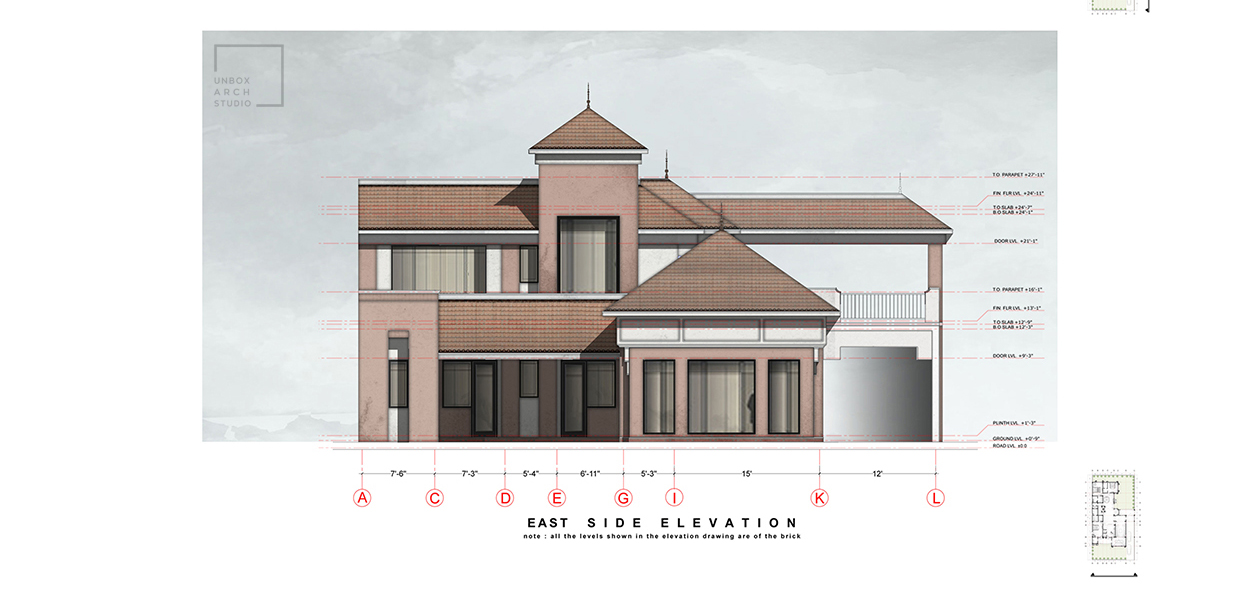 UNBOX
ARCH
STUDIO
T.O. PARAPET +27'-11"
FIN FLR LVL +24'-11"
T.O SLAB +24'-7"
B.O SLAB +24'-1"
DOOR LVL +21'-1"
T.O. PARAPET +16'-1"
FIN FLR LVL +13'-1"
T.O SLAB +12'-9"
B.O SLAB +12'-3"
DOOR LVL +9'-3"
PLINTH LVL +1'-3"
GROUND LVL +0'-9"
ROAD LVL ±0.0
7'-6" 7'-3" 5'-4" 6'-11" 5'-3" 15' 12'
A C D E G I K L
EAST SIDE ELEVATION
note : all the levels shown in the elevation drawing are of the brick